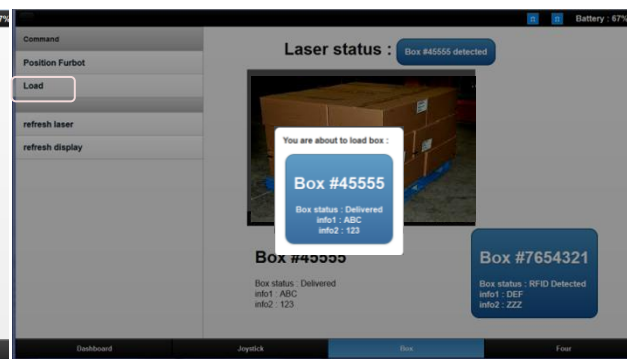 7%
Battery : 67%
Command
Position Furbot
Load
refresh laser
refresh display
Laser status :
Box #45555 detected
You are about to load box :
Box #45555
Box status : Delivered
info1 : ABC
info2 : 123
Box #45555
Box status : Delivered
info1 : ABC
info2 : 123
Box #7654321
Box status : RFID Detected
info1 : DEF
info2 : ZZZ
Dashboard
Joystick
Box
Four